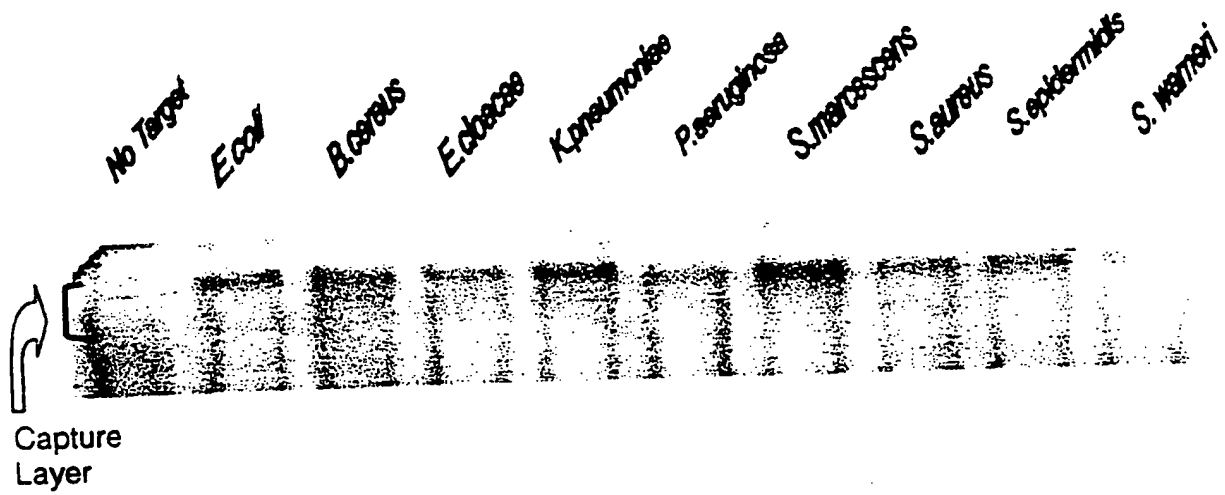 No Target
E.coli
B.cereus
E.cloacae
K.pneumoniae
P.aeruginosa
S.marcescens
S.aureus
S.epidermidis
S. warneri
Capture
Layer